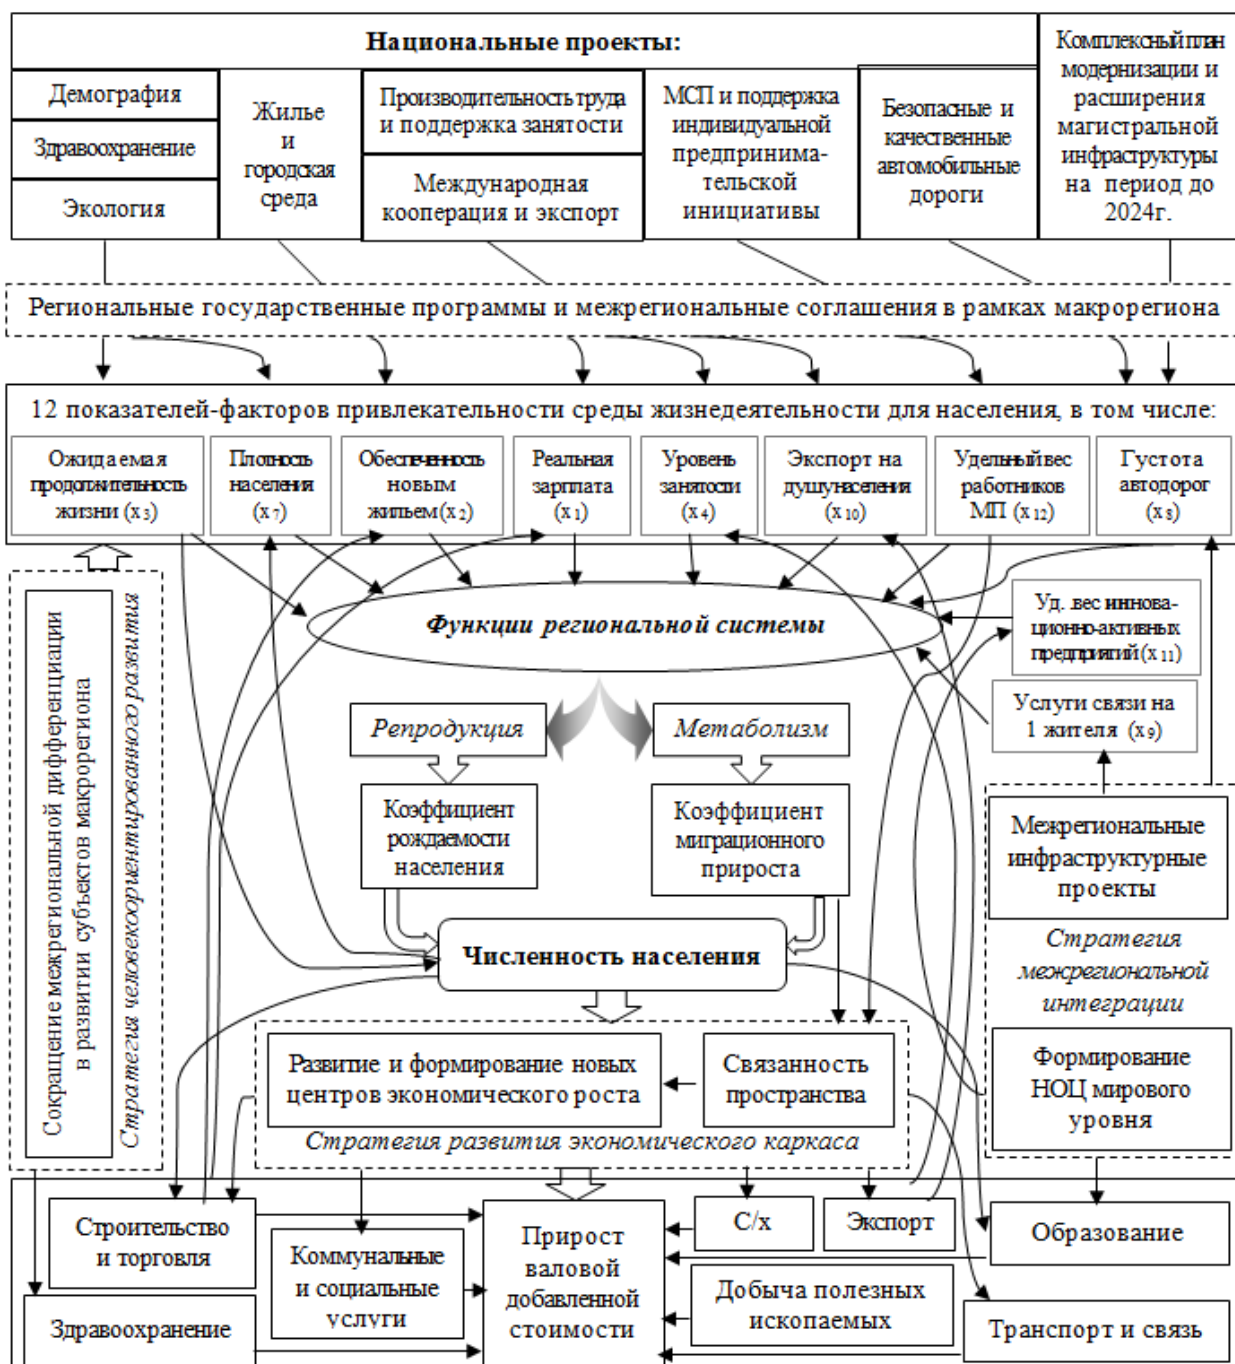 Национальные проекты:
Демография
Здравоохранение
Экология
Жилье
и
городская
среда
Производительность труда
и поддержка занятости
Международная
кооперация и экспорт
МСП и поддержка
индивидуальной
предпринима-
тельской
инициативы
Безопасные и
качественные
автомобильные
дороги
Комплексный план
модернизации и
расширения
магистральной
инфраструктуры
на период до
2024г.
Региональные государственные программы и межрегиональные соглашения в рамках макрорегиона
12 показателей-факторов привлекательности среды жизнедеятельности для населения, в том числе:
Ожидаемая
продолжительность
жизни (x₃)
Плотность
населения
(x₇)
Обеспеченность
новым
жильем (x₂)
Реальная
зарплата
(x₁)
Уровень
занятости
(x₄)
Экспорт на
душу населения
(x₁₀)
Удельный вес
работников
МП (x₁₂)
Густота
автодорог
(x₈)
Функции региональной системы
Уд. .вес иннова-
ционно-активных
предприятий (x₁₁)
Услуги связи на
1 жителя (x₉)
Сокращение межрегиональной дифференциации
в развитии субъектов макрорегиона
Стратегия человекоориентированного развития
Репродукция
Метаболизм
Коэффициент
рождаемости
населения
Коэффициент
миграционного
прироста
Межрегиональные
инфраструктурные
проекты
Стратегия
межрегиональной
интеграции
Формирование
НОЦ мирового
уровня
Численность населения
Развитие и формирование новых
центров экономического роста
Связанность
пространства
Стратегия развития экономического каркаса
Строительство
и торговля
Здравоохранение
Коммунальные
и социальные
услуги
Прирост
валовой
добавленной
стоимости
С/х
Экспорт
Добыча полезных
ископаемых
Образование
Транспорт и связь